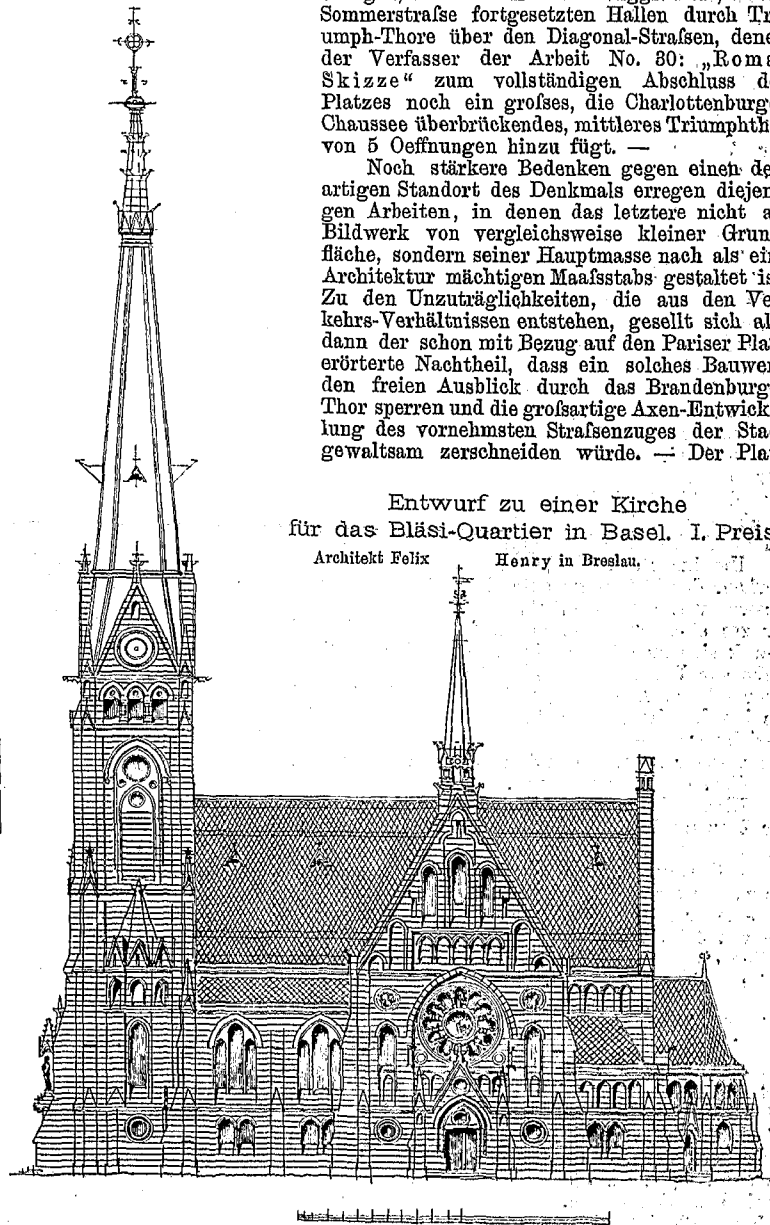 Sommerstraſse fortgesetzten Hallen durch Tr
umph-Thore über den Diagonal-Straſsen, dene
der Verfasser der Arbeit No. 30: „Roma
Skizze“ zum vollständigen Abschluss d
Platzes noch ein groſses, die Charlottenburg
Chaussee überbrückendes, mittleres Triumphth
von 5 Oeffnungen hinzu fügt. —
Noch stärkere Bedenken gegen einen de
artigen Standort des Denkmals erregen diejen
gen Arbeiten, in denen das letztere nicht a
Bildwerk von vergleichsweise kleiner Grun
fläche, sondern seiner Hauptmasse nach als ein
Architektur mächtigen Maaſsstabs gestaltet is
Zu den Unzuträglichkeiten, die aus den Ve
kehrs-Verhältnissen entstehen, gesellt sich al
dann der schon mit Bezug auf den Pariser Pla
erörterte Nachtheil, dass ein solches Bauwer
den freien Ausblick durch das Brandenburg
Thor sperren und die groſsartige Axen-Entwick
lung des vornehmsten Straſsenzuges der Sta
gewaltsam zerschneiden würde. — Der Pla
Entwurf zu einer Kirche
für das Bläsi-Quartier in Basel. I. Preis
Architekt Felix Henry in Breslau.